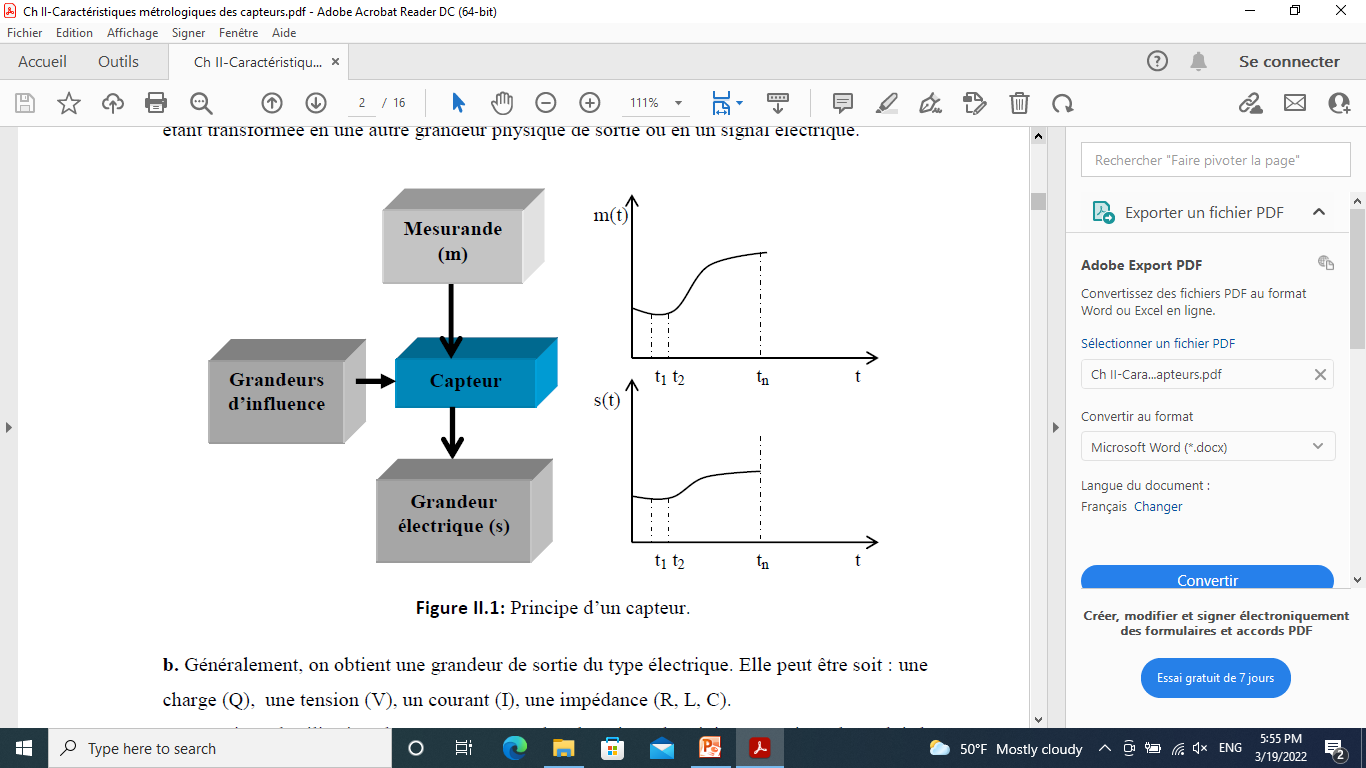 Ch II-Caractéristiques métrologiques des capteurs.pdf - Adobe Acrobat Reader DC (64-bit)
Fichier Edition Affichage Signer Fenêtre Aide
Accueil Outils Ch II-Caractéristiqu... × Se connecter
2 / 16 111%
étant transformée en une autre grandeur physique de sortie ou en un signal électrique.
Mesurande
(m)
Grandeurs
d’influence
Capteur
Grandeur
électrique (s)
m(t)
t1 t2 tn t
s(t)
t1 t2 tn t
Figure II.1: Principe d’un capteur.
b. Généralement, on obtient une grandeur de sortie du type électrique. Elle peut être soit : une
charge (Q), une tension (V), un courant (I), une impédance (R, L, C).
Rechercher "Faire pivoter la page"
Exporter un fichier PDF
Adobe Export PDF
Convertissez des fichiers PDF au format
Word ou Excel en ligne.
Sélectionner un fichier PDF
Ch II-Cara...apteurs.pdf
Convertir au format
Microsoft Word (*.docx)
Langue du document :
Français Changer
Convertir
Créer, modifier et signer électroniquement
des formulaires et accords PDF
Essai gratuit de 7 jours
Type here to search
50°F Mostly cloudy ENG
5:55 PM
3/19/2022
2